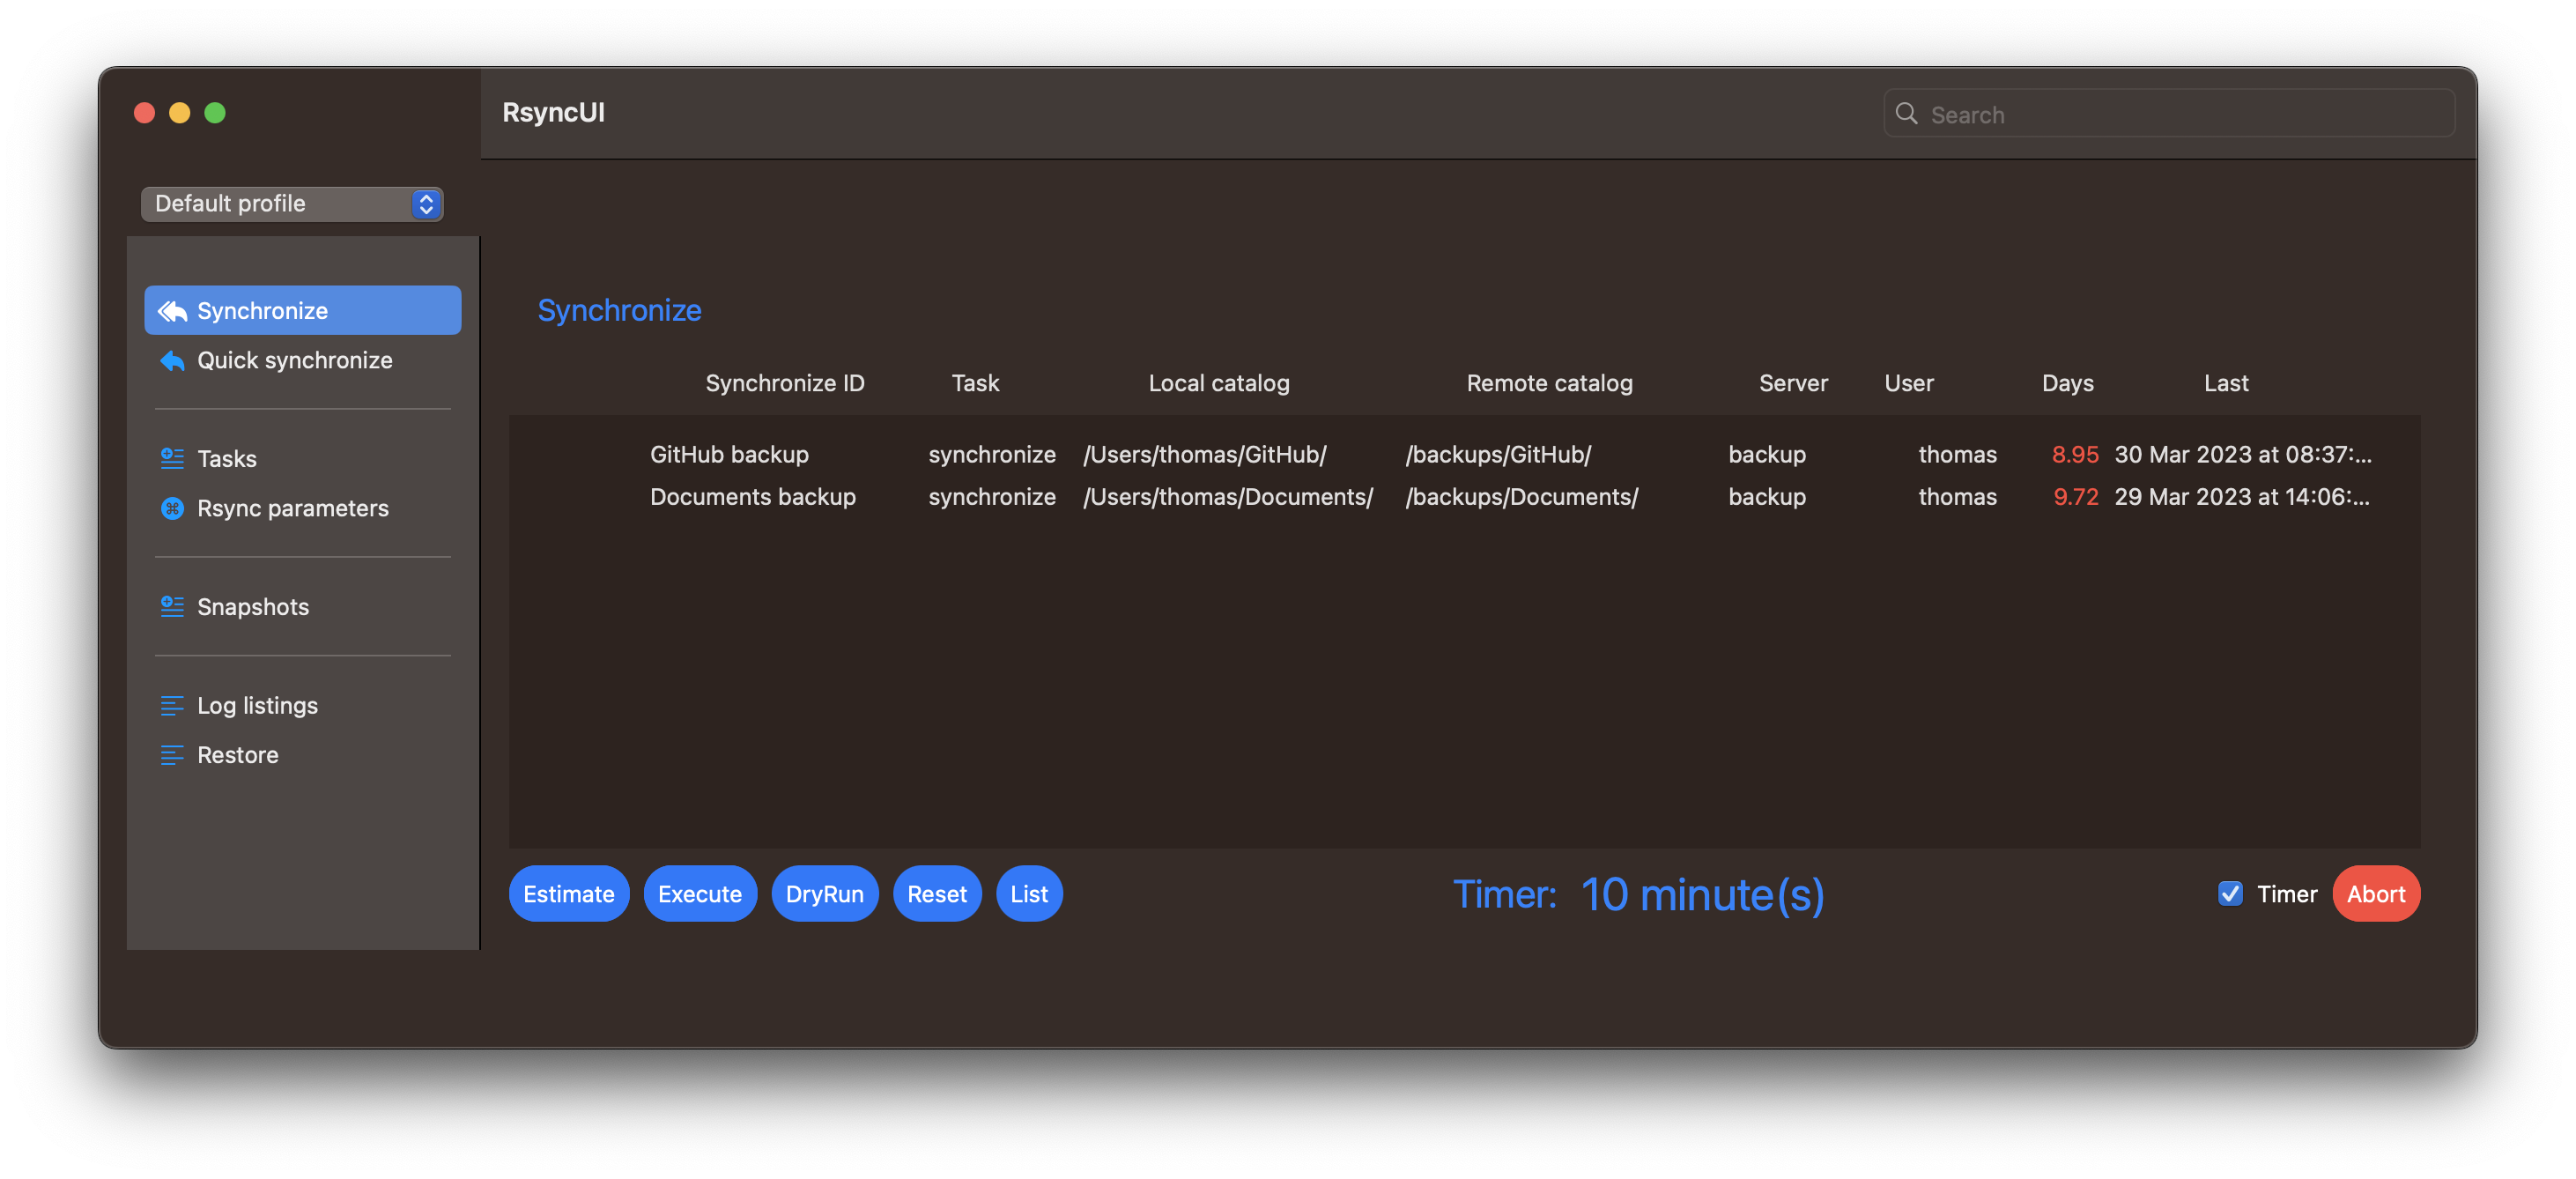 RsyncUI
Search
Default profile
Synchronize
Quick synchronize
Tasks
Rsync parameters
Snapshots
Log listings
Restore
Synchronize
Synchronize ID Task Local catalog Remote catalog Server User Days Last
GitHub backup synchronize /Users/thomas/GitHub/ /backups/GitHub/ backup thomas 8.95 30 Mar 2023 at 08:37:...
Documents backup synchronize /Users/thomas/Documents/ /backups/Documents/ backup thomas 9.72 29 Mar 2023 at 14:06:...
Estimate Execute DryRun Reset List Timer: 10 minute(s) Timer Abort